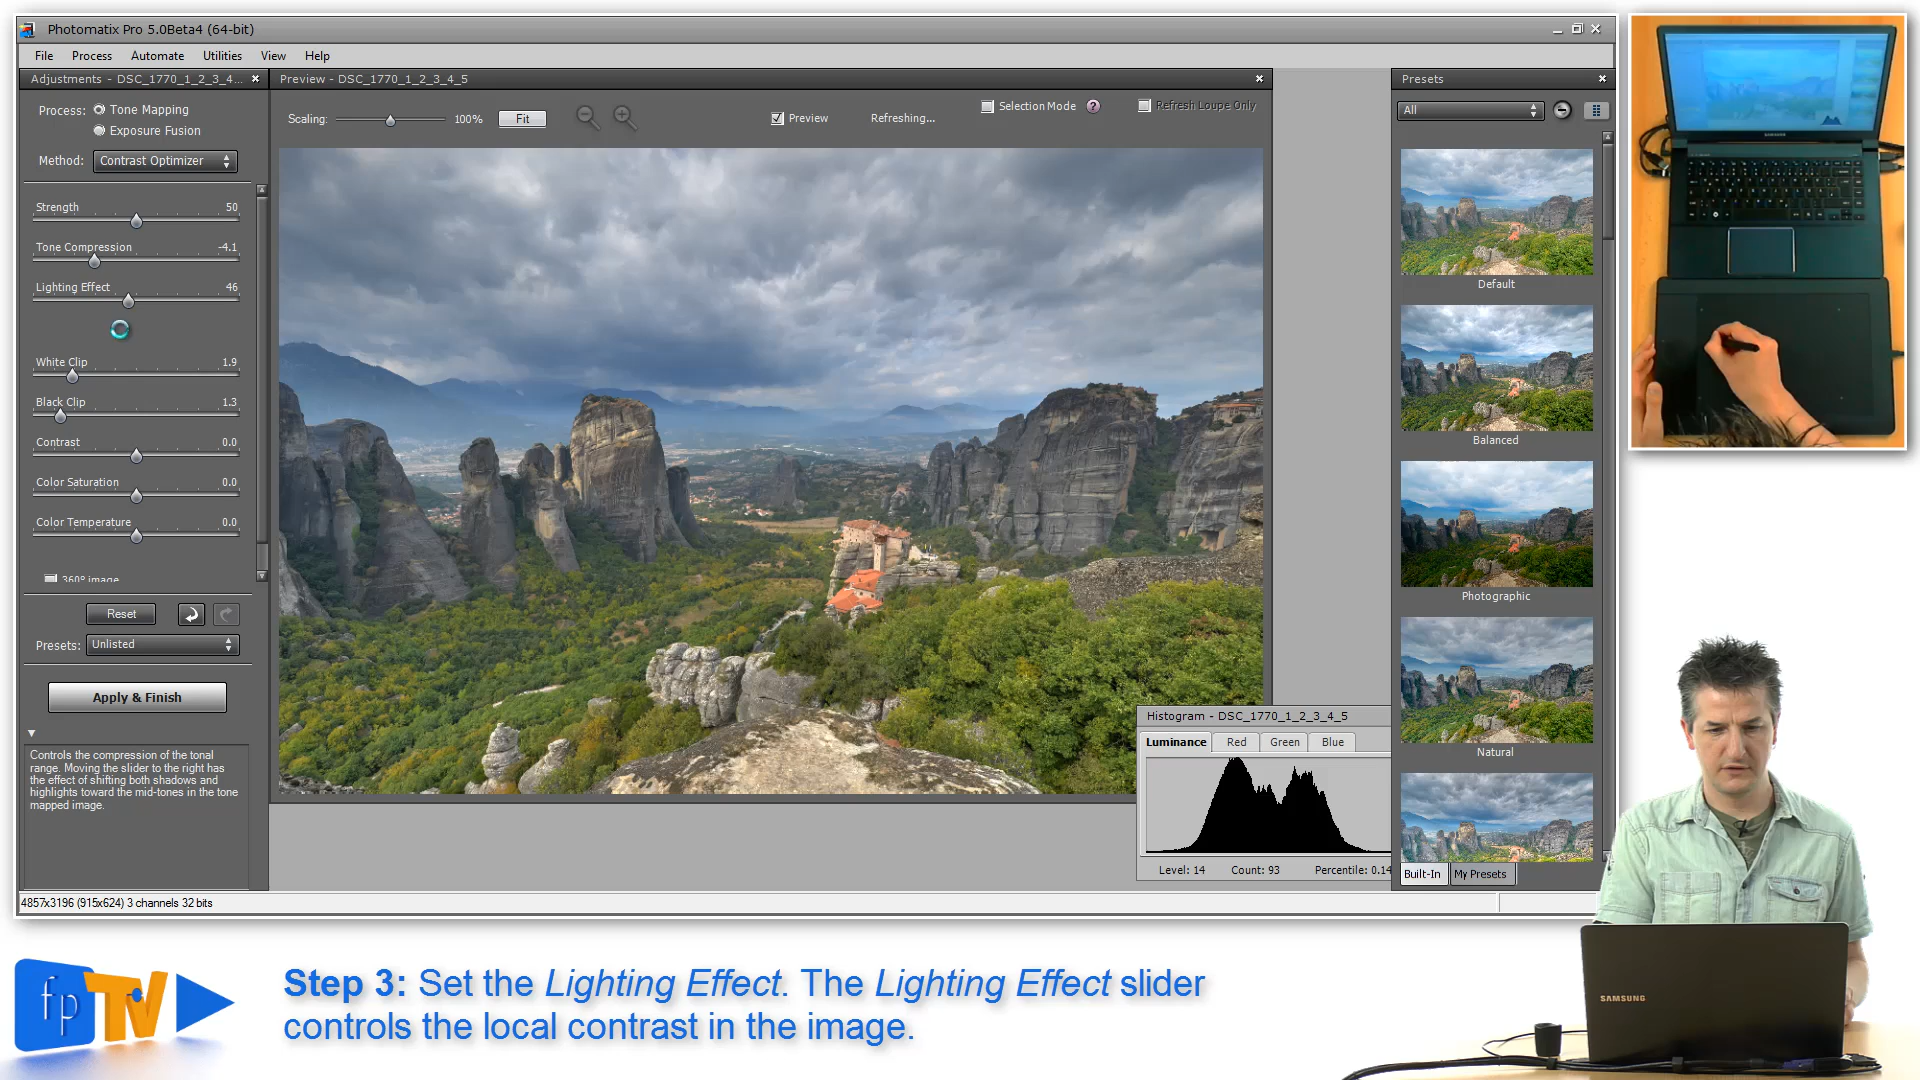 Photomatix Pro 5.0Beta4 (64-bit)
File Process Automate Utilities View Help
Adjustments - DSC_1770_1_2_3_4...
Preview - DSC_1770_1_2_3_4_5
Presets
Process: Tone Mapping
Exposure Fusion
Method: Contrast Optimizer
Scaling: 100% Fit
Preview
Refreshing...
Selection Mode ?
Refresh Loupe Only
All
Strength 50
Tone Compression -4.1
Lighting Effect 46
White Clip 1.9
Black Clip 1.3
Contrast 0.0
Color Saturation 0.0
Color Temperature 0.0
360° image
Reset
Presets: Unlisted
Apply & Finish
Controls the compression of the tonal
range. Moving the slider to the right has
the effect of shifting both shadows and
highlights toward the mid-tones in the tone
mapped image.
4857x3196 (915x624) 3 channels 32 bits
Histogram - DSC_1770_1_2_3_4_5
Luminance Red Green Blue
Level: 14 Count: 93 Percentile: 0.14
Default
Balanced
Photographic
Natural
Built-In My Presets
SAMSUNG
SAMSUNG
fpTV
Step 3: Set the Lighting Effect. The Lighting Effect slider
controls the local contrast in the image.